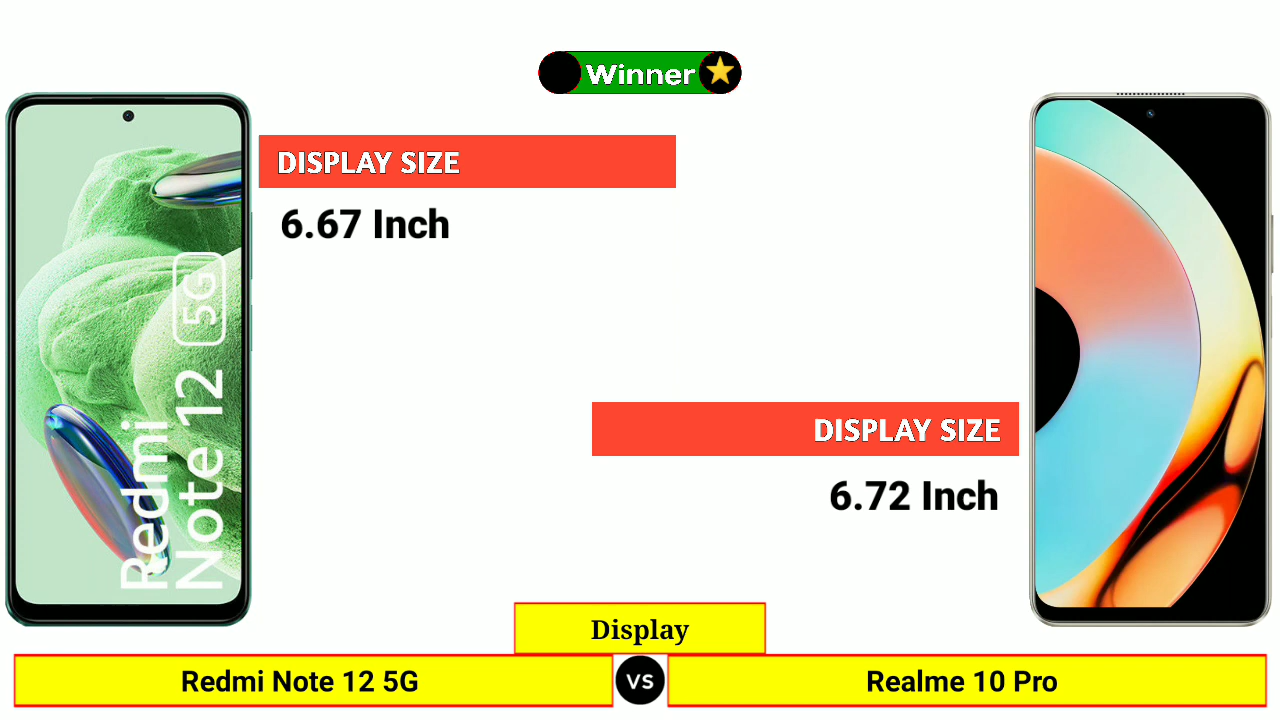 Winner
DISPLAY SIZE
6.67 Inch
Redmi
Note 12 5G
DISPLAY SIZE
6.72 Inch
Display
Redmi Note 12 5G
VS
Realme 10 Pro